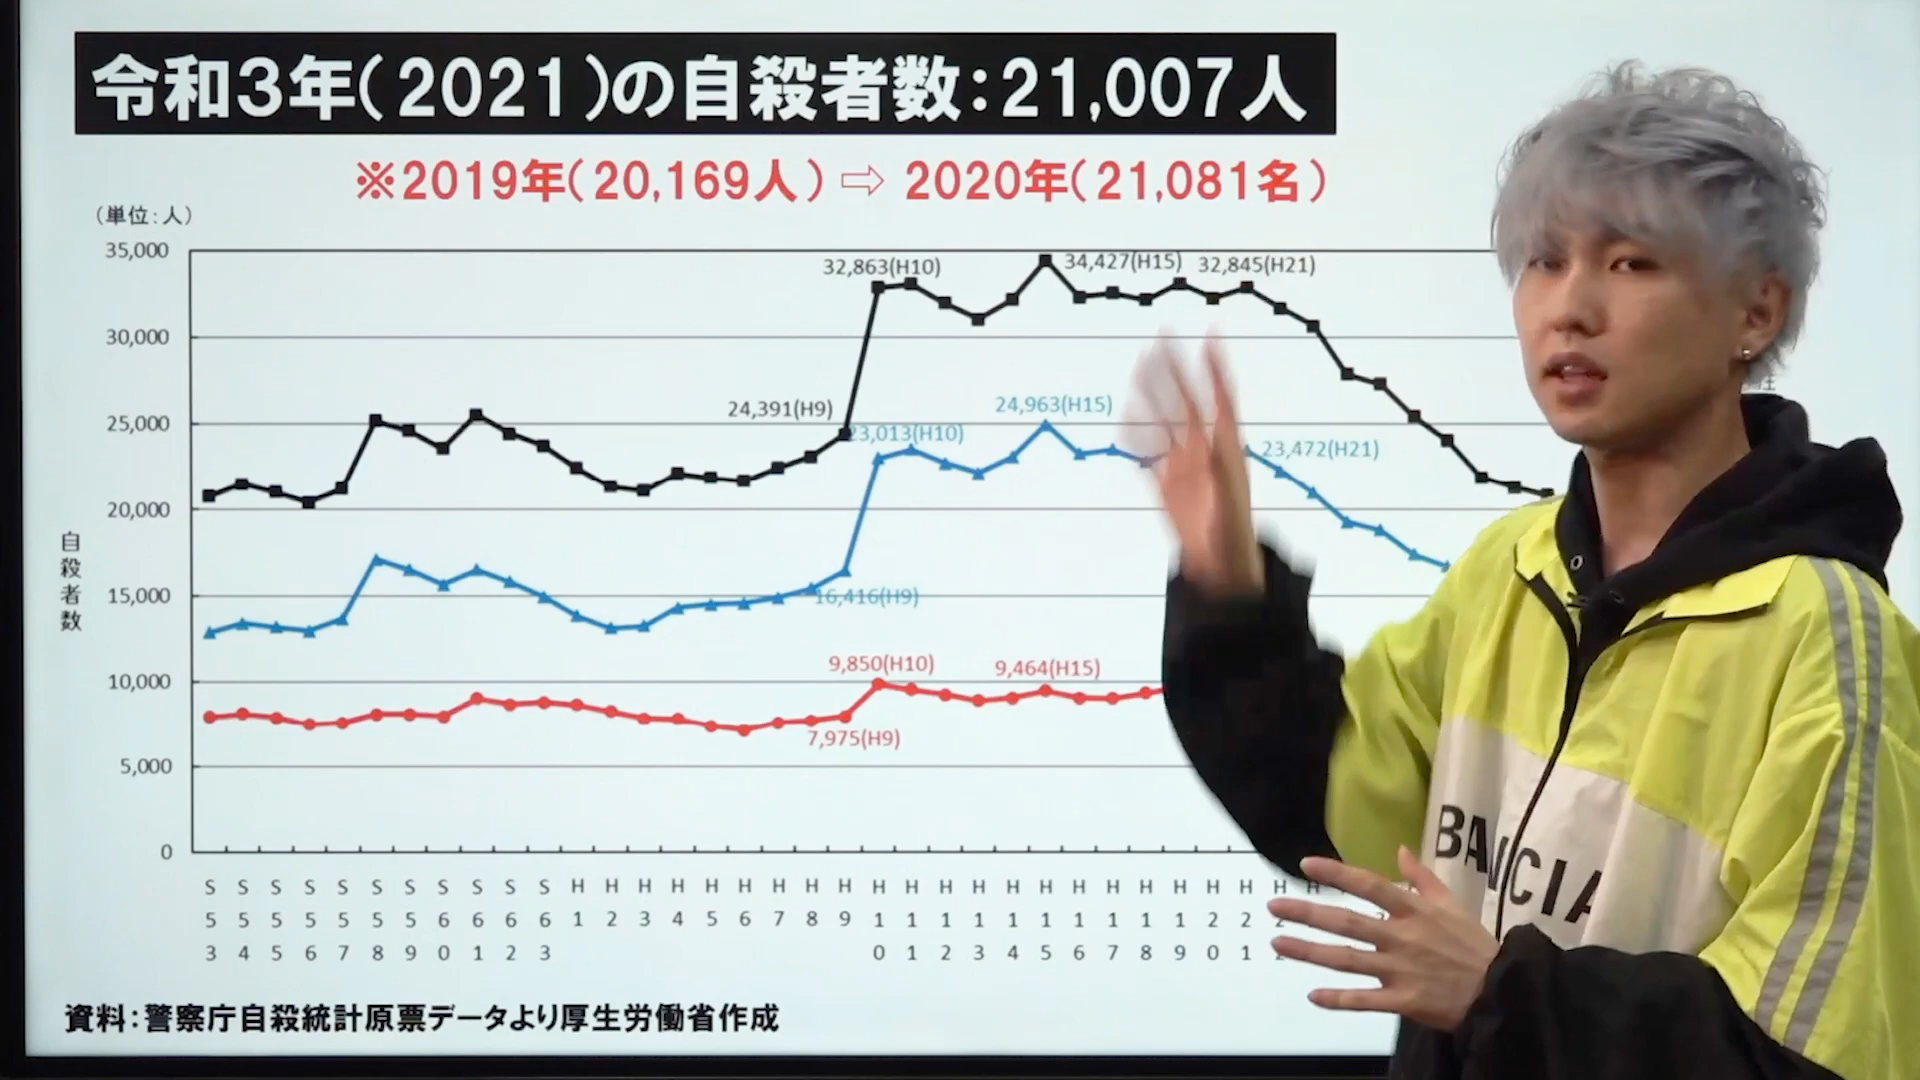 令和3年(2021)の自殺者数:21,007人
※2019年(20,169人)⇨ 2020年(21,081名)
(単位:人)
35,000
30,000
25,000
20,000
15,000
10,000
5,000
0
自殺者数
32,863(H10)
34,427(H15)
32,845(H21)
24,391(H9)
23,013(H10)
24,963(H15)
23,472(H21)
16,416(H9)
9,850(H10)
9,464(H15)
7,975(H9)
S53 S54 S55 S56 S57 S58 S59 S60 S61 S62 S63 H1 H2 H3 H4 H5 H6 H7 H8 H9 H10 H11 H12 H13 H14 H15 H16 H17 H18 H19 H20 H21
資料:警察庁自殺統計原票データより厚生労働省作成